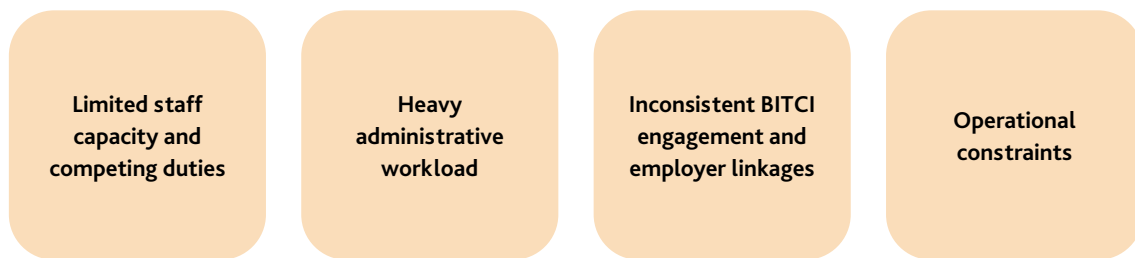 Limited staff
capacity and
competing duties
Heavy
administrative
workload
Inconsistent BITCI
engagement and
employer linkages
Operational
constraints